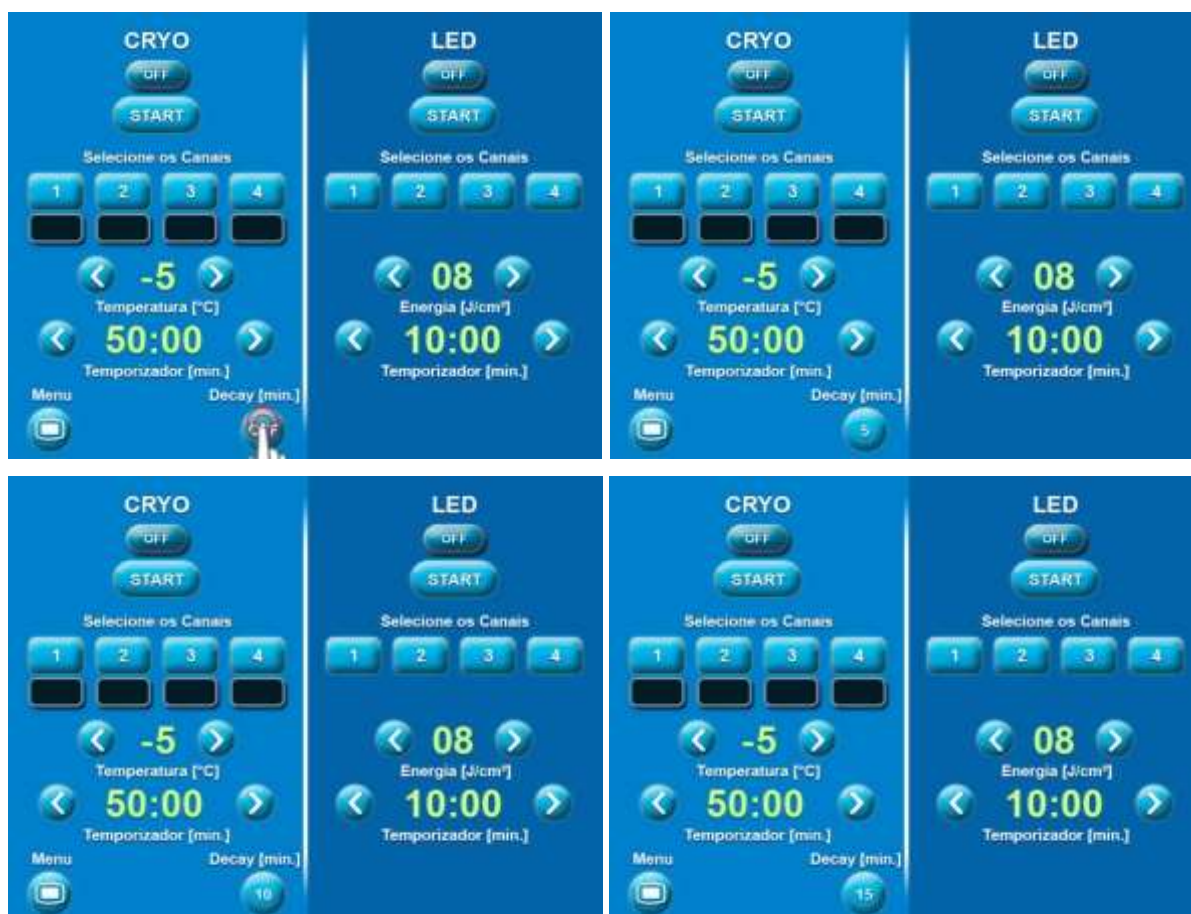 CRYO
OFF
START
Selecione os Canais
1 2 3 4
-5
Temperatura [°C]
50:00
Temporizador [min.]
Menu
Decay [min.]
OFF
LED
OFF
START
Selecione os Canais
1 2 3 4
08
Energia [J/cm²]
10:00
Temporizador [min.]
CRYO
OFF
START
Selecione os Canais
1 2 3 4
-5
Temperatura [°C]
50:00
Temporizador [min.]
Menu
Decay [min.]
5
LED
OFF
START
Selecione os Canais
1 2 3 4
08
Energia [J/cm²]
10:00
Temporizador [min.]
CRYO
OFF
START
Selecione os Canais
1 2 3 4
-5
Temperatura [°C]
50:00
Temporizador [min.]
Menu
Decay [min.]
10
LED
OFF
START
Selecione os Canais
1 2 3 4
08
Energia [J/cm²]
10:00
Temporizador [min.]
CRYO
OFF
START
Selecione os Canais
1 2 3 4
-5
Temperatura [°C]
50:00
Temporizador [min.]
Menu
Decay [min.]
15
LED
OFF
START
Selecione os Canais
1 2 3 4
08
Energia [J/cm²]
10:00
Temporizador [min.]